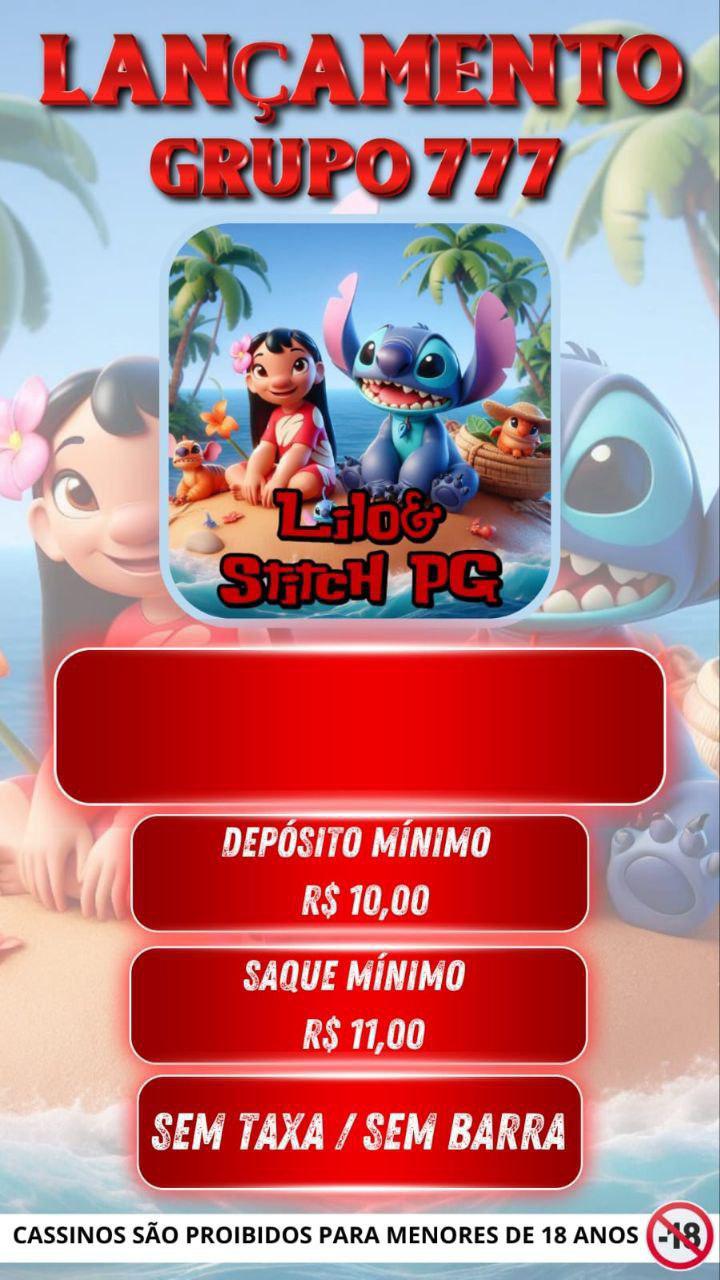 LANÇAMENTO
GRUPO 777
Lilo&
Stitch PG
DEPÓSITO MÍNIMO
R$ 10,00
SAQUE MÍNIMO
R$ 11,00
SEM TAXA / SEM BARRA
CASSINOS SÃO PROIBIDOS PARA MENORES DE 18 ANOS
-18